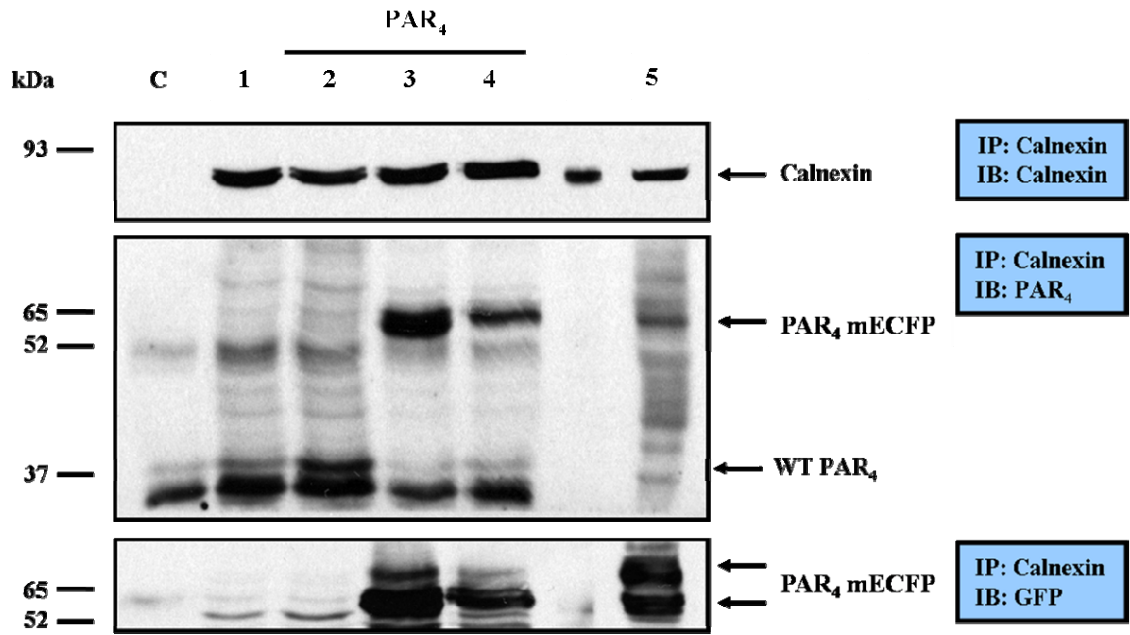 PAR₄
kDa C 1 2 3 4 5
93
Calnexin
IP: Calnexin
IB: Calnexin
65
52
37
PAR₄ mECFP
WT PAR₄
IP: Calnexin
IB: PAR₄
65
52
PAR₄ mECFP
IP: Calnexin
IB: GFP